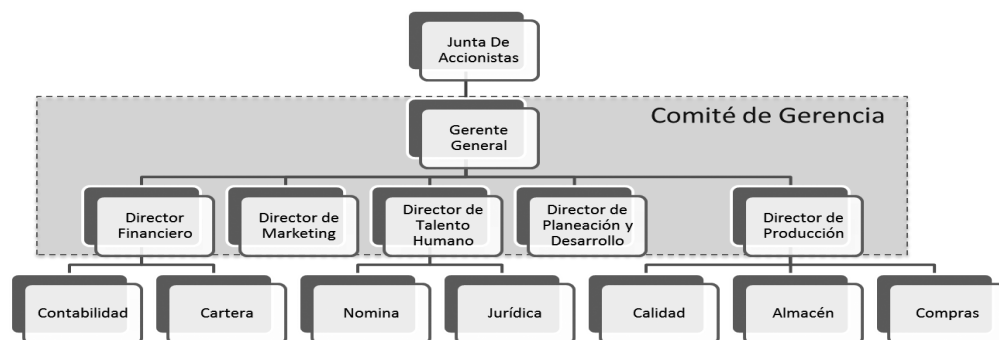 Junta De
Accionistas
Comité de Gerencia
Gerente
General
Director
Financiero
Director de
Marketing
Director de
Talento
Humano
Director de
Planeación y
Desarrollo
Director de
Producción
Contabilidad
Cartera
Nomina
Jurídica
Calidad
Almacén
Compras